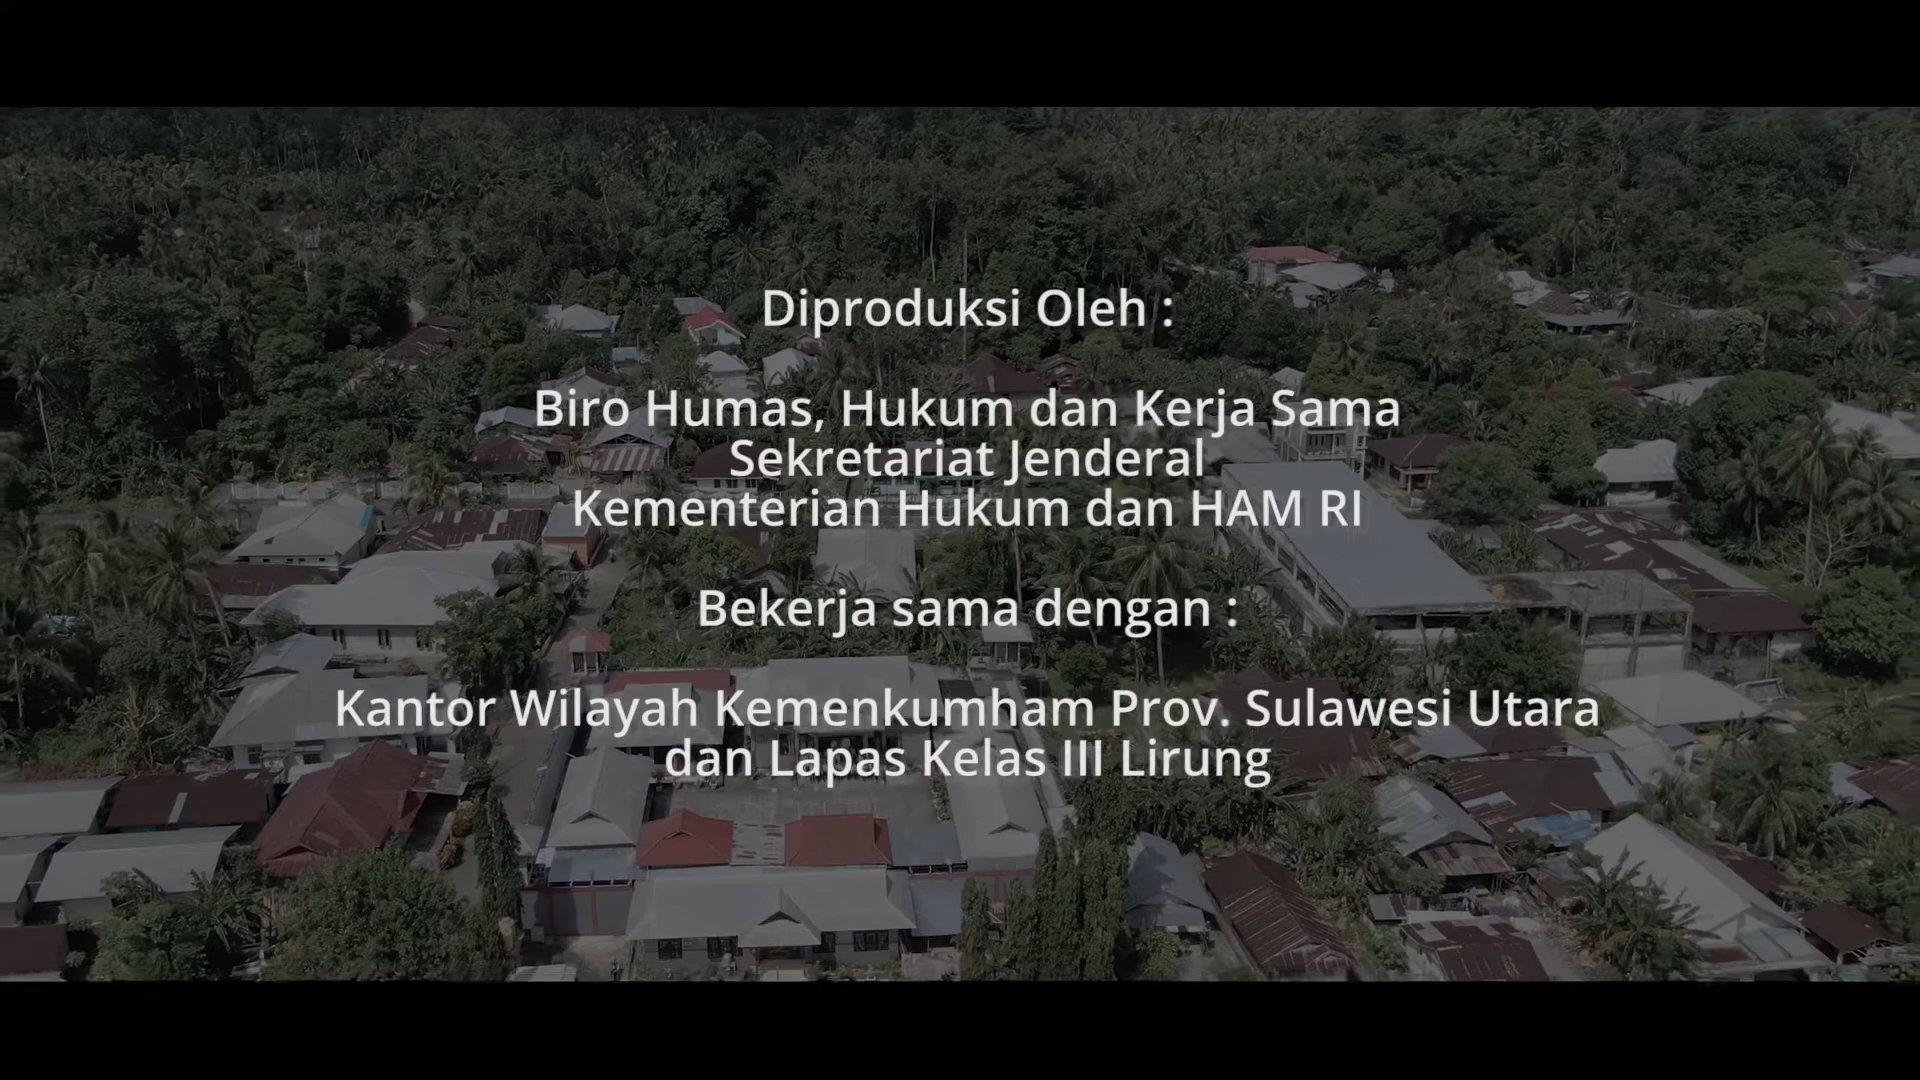 Diproduksi Oleh :
Biro Humas, Hukum dan Kerja Sama
Sekretariat Jenderal
Kementerian Hukum dan HAM RI
Bekerja sama dengan :
Kantor Wilayah Kemenkumham Prov. Sulawesi Utara
dan Lapas Kelas III Lirung